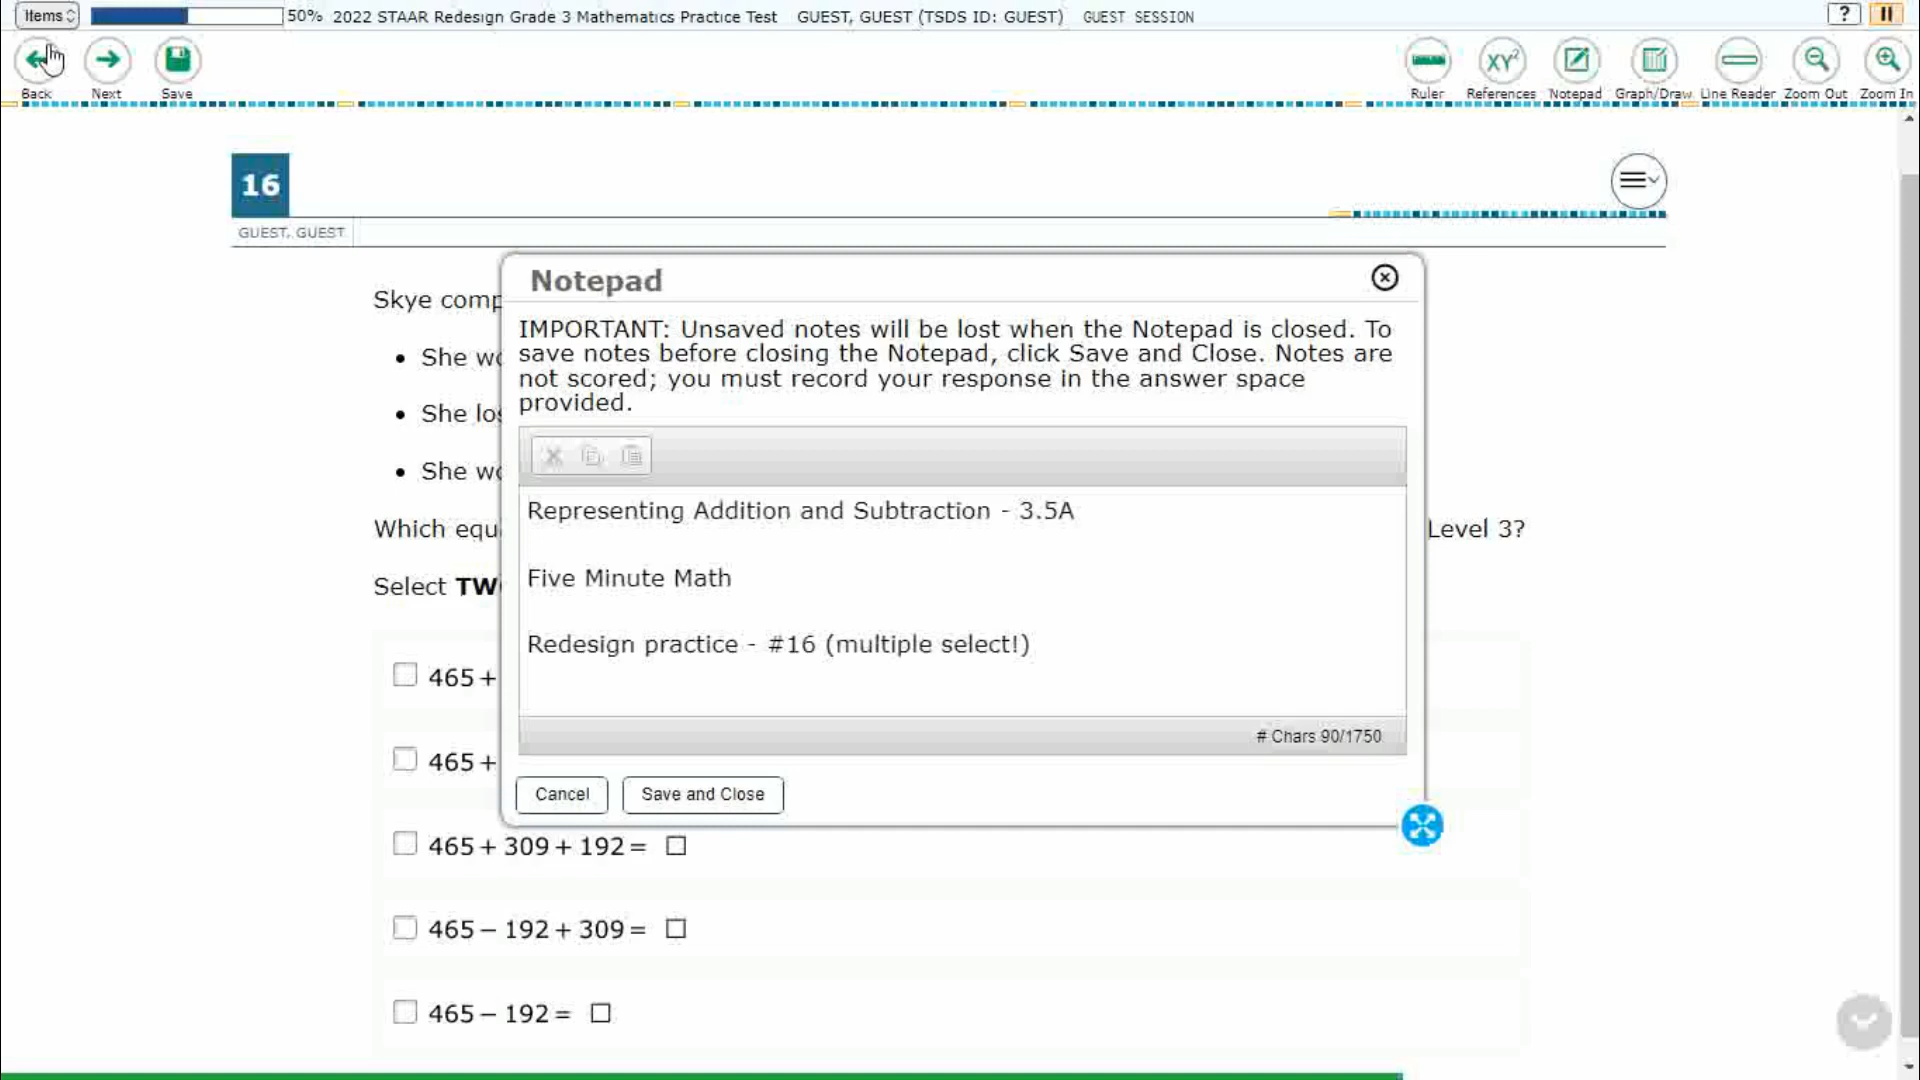 Items 50% 2022 STAAR Redesign Grade 3 Mathematics Practice Test GUEST, GUEST (TSDS ID: GUEST) GUEST SESSION ?
Back Next Save Ruler XY² References Notepad Graph/Draw Line Reader Zoom Out Zoom In
16
GUEST, GUEST
Notepad
Skye
IMPORTANT: Unsaved notes will be lost when the Notepad is closed. To
save notes before closing the Notepad, click Save and Close. Notes are
not scored; you must record your response in the answer space
provided.
• She
• She
• She
Representing Addition and Subtraction - 3.5A
Which Level 3?
Five Minute Math
Select
Redesign practice - #16 (multiple select!)
465 +
# Chars 90/1750
465 +
Cancel Save and Close
465 + 309 + 192 = □
465 − 192 + 309 = □
465 − 192 = □